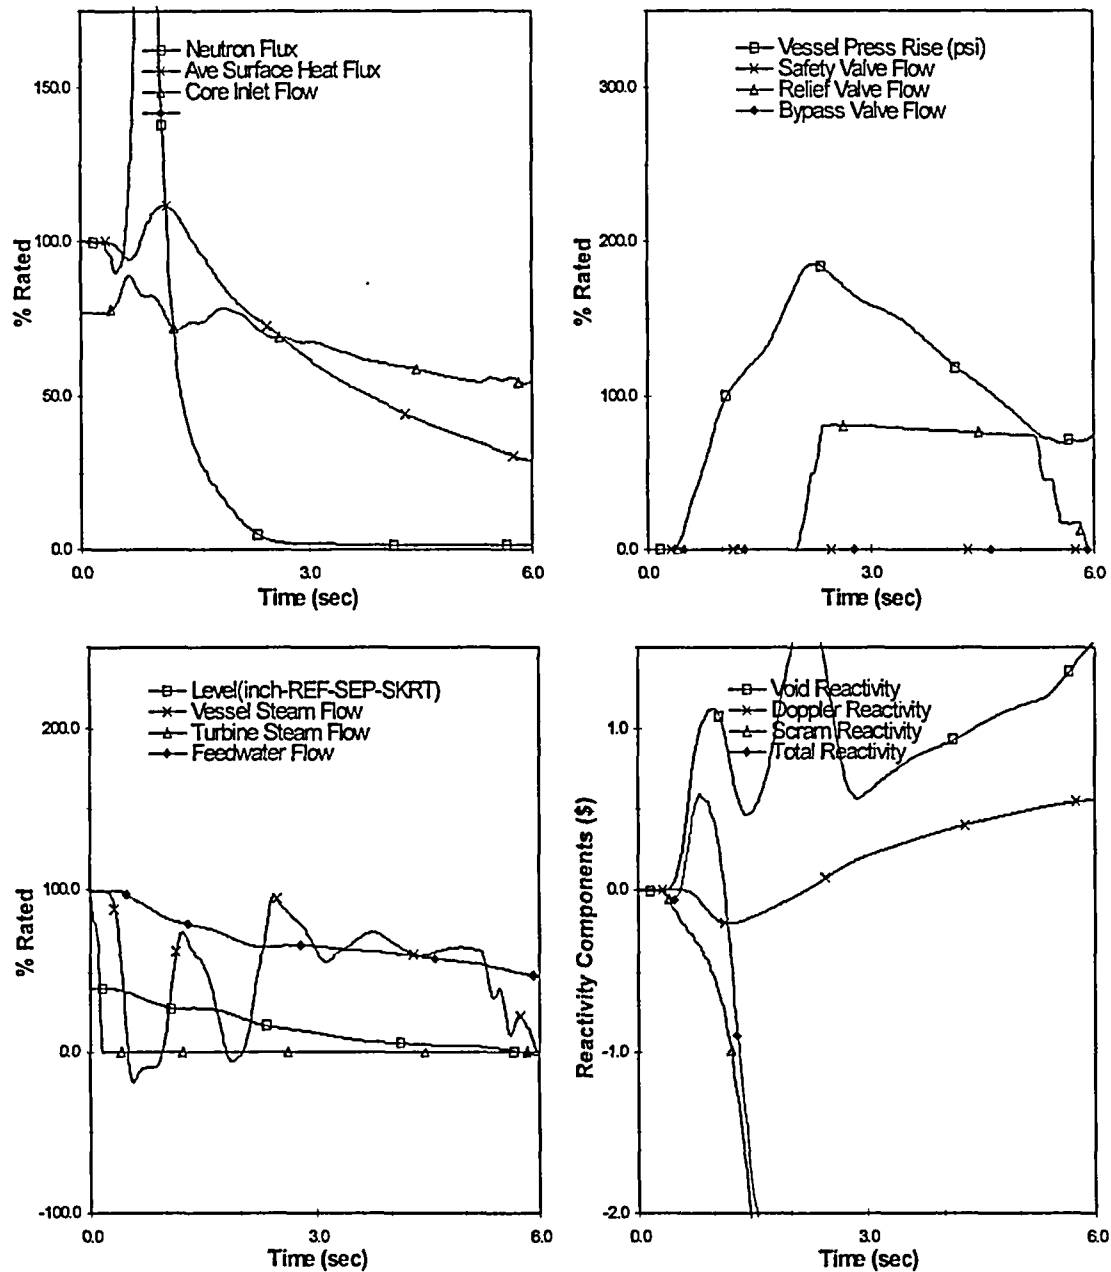 Neutron Flux
Ave Surface Heat Flux
Core Inlet Flow
150.0
100.0
50.0
0.0
% Rated
0.0
3.0
6.0
Time (sec)
Vessel Press Rise (psi)
Safety Valve Flow
Relief Valve Flow
Bypass Valve Flow
300.0
200.0
100.0
0.0
% Rated
0.0
3.0
6.0
Time (sec)
Level(inch-REF-SEP-SKRT)
Vessel Steam Flow
Turbine Steam Flow
Feedwater Flow
200.0
100.0
0.0
-100.0
% Rated
0.0
3.0
6.0
Time (sec)
Void Reactivity
Doppler Reactivity
Scram Reactivity
Total Reactivity
1.0
0.0
-1.0
-2.0
Reactivity Components ($)
0.0
3.0
6.0
Time (sec)